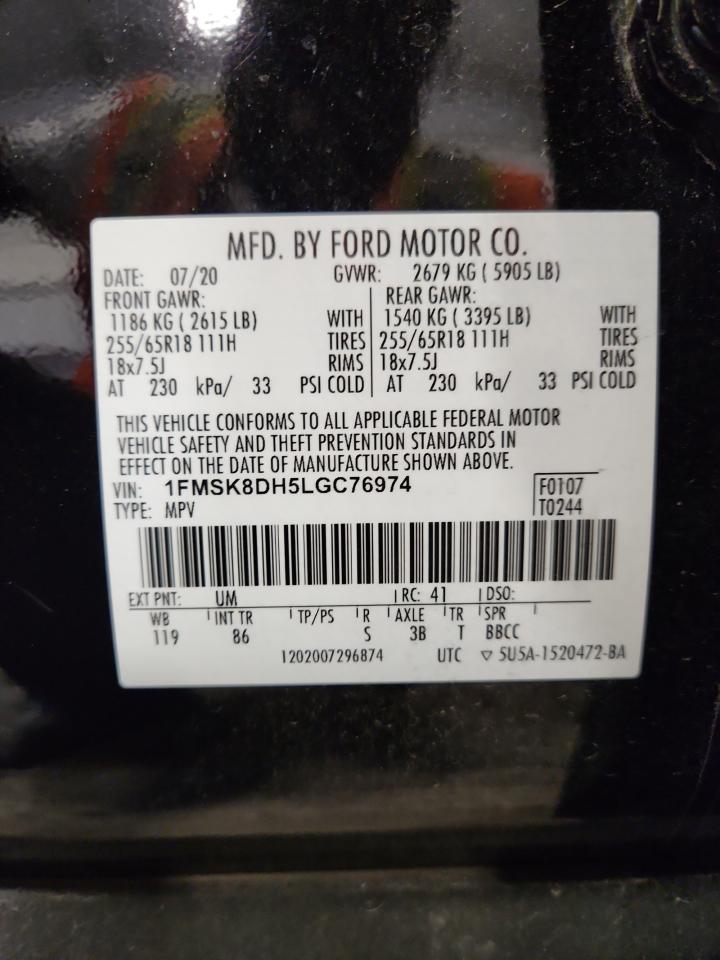 MFD. BY FORD MOTOR CO.
DATE: 07/20 GVWR: 2679 KG ( 5905 LB)
FRONT GAWR: REAR GAWR:
1186 KG ( 2615 LB) WITH 1540 KG ( 3395 LB) WITH
255/65R18 111H TIRES 255/65R18 111H TIRES
18x7.5J RIMS 18x7.5J RIMS
AT 230 kPa/ 33 PSI COLD AT 230 kPa/ 33 PSI COLD
THIS VEHICLE CONFORMS TO ALL APPLICABLE FEDERAL MOTOR
VEHICLE SAFETY AND THEFT PREVENTION STANDARDS IN
EFFECT ON THE DATE OF MANUFACTURE SHOWN ABOVE.
VIN: 1FMSK8DH5LGC76974 F0107
TYPE: MPV T0244
EXT PNT: UM RC: 41 DSO:
WB INT TR TP/PS R AXLE TR SPR
119 86 S 3B T BBCC
1202007296874 UTC ▽ 5U5A-1520472-BA